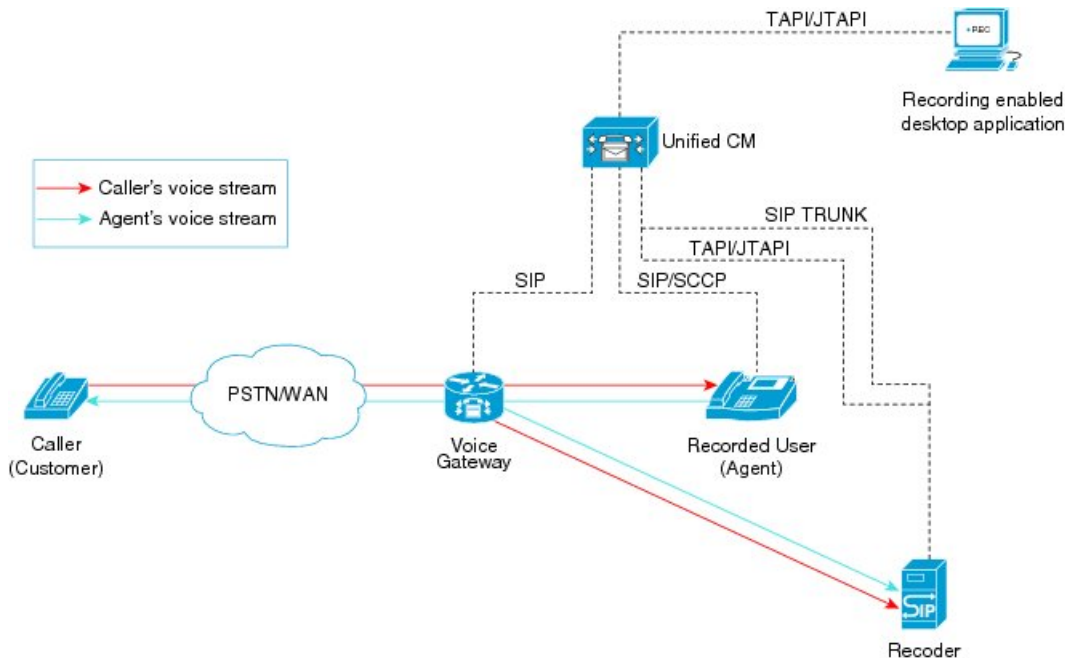 TAPI/JTAPI
REC
Recording enabled
desktop application
Unified CM
Caller's voice stream
Agent's voice stream
SIP TRUNK
TAPI/JTAPI
SIP
SIP/SCCP
PSTN/WAN
Caller
(Customer)
Voice
Gateway
Recorded User
(Agent)
SIP
Recoder